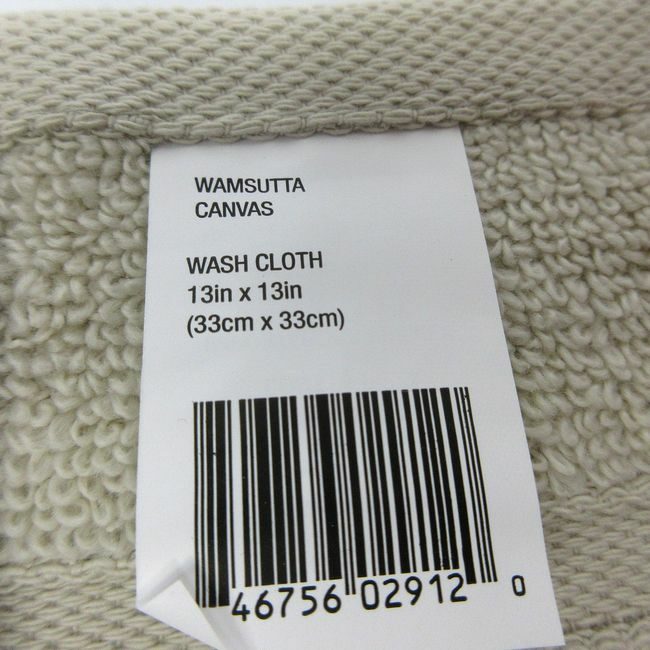 WAMSUTTA
CANVAS
WASH CLOTH
13in x 13in
(33cm x 33cm)
46756 02912 0